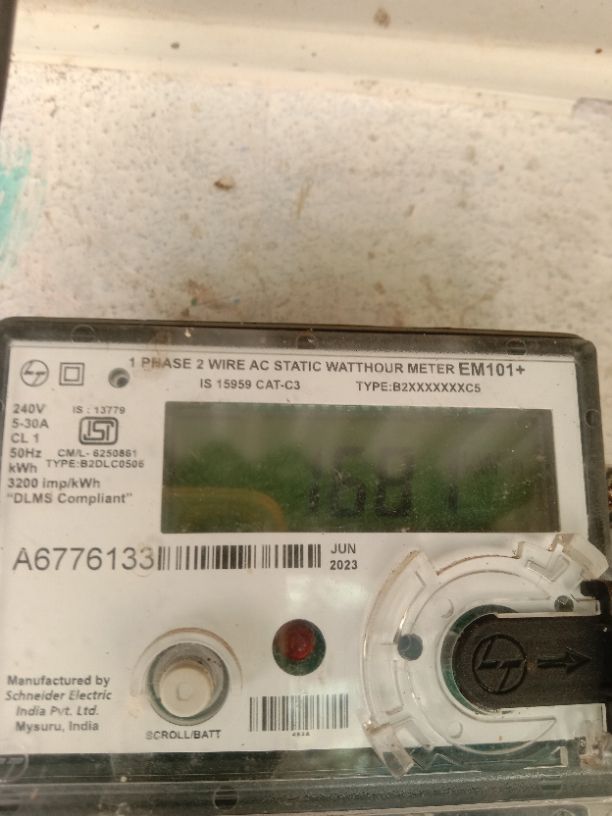 1 PHASE 2 WIRE AC STATIC WATTHOUR METER EM101+
IS 15959 CAT-C3 TYPE:B2XXXXXXXC5
240V IS : 13779
5-30A
CL 1
50Hz CM/L- 6250861
kWh TYPE:B2DLC0506
3200 imp/kWh
"DLMS Compliant"
ISI
A6776133
JUN
2023
Manufactured by
Schneider Electric
India Pvt. Ltd.
Mysuru, India
SCROLL/BATT
LT